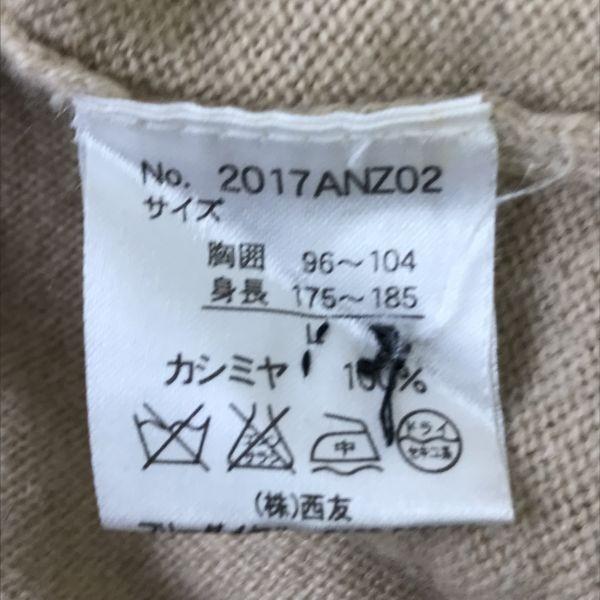 No. 2017ANZ02
サイズ
胸囲 96～104
身長 175～185
L
カシミヤ 100%
中
ドライ
セキユ系
(株)西友